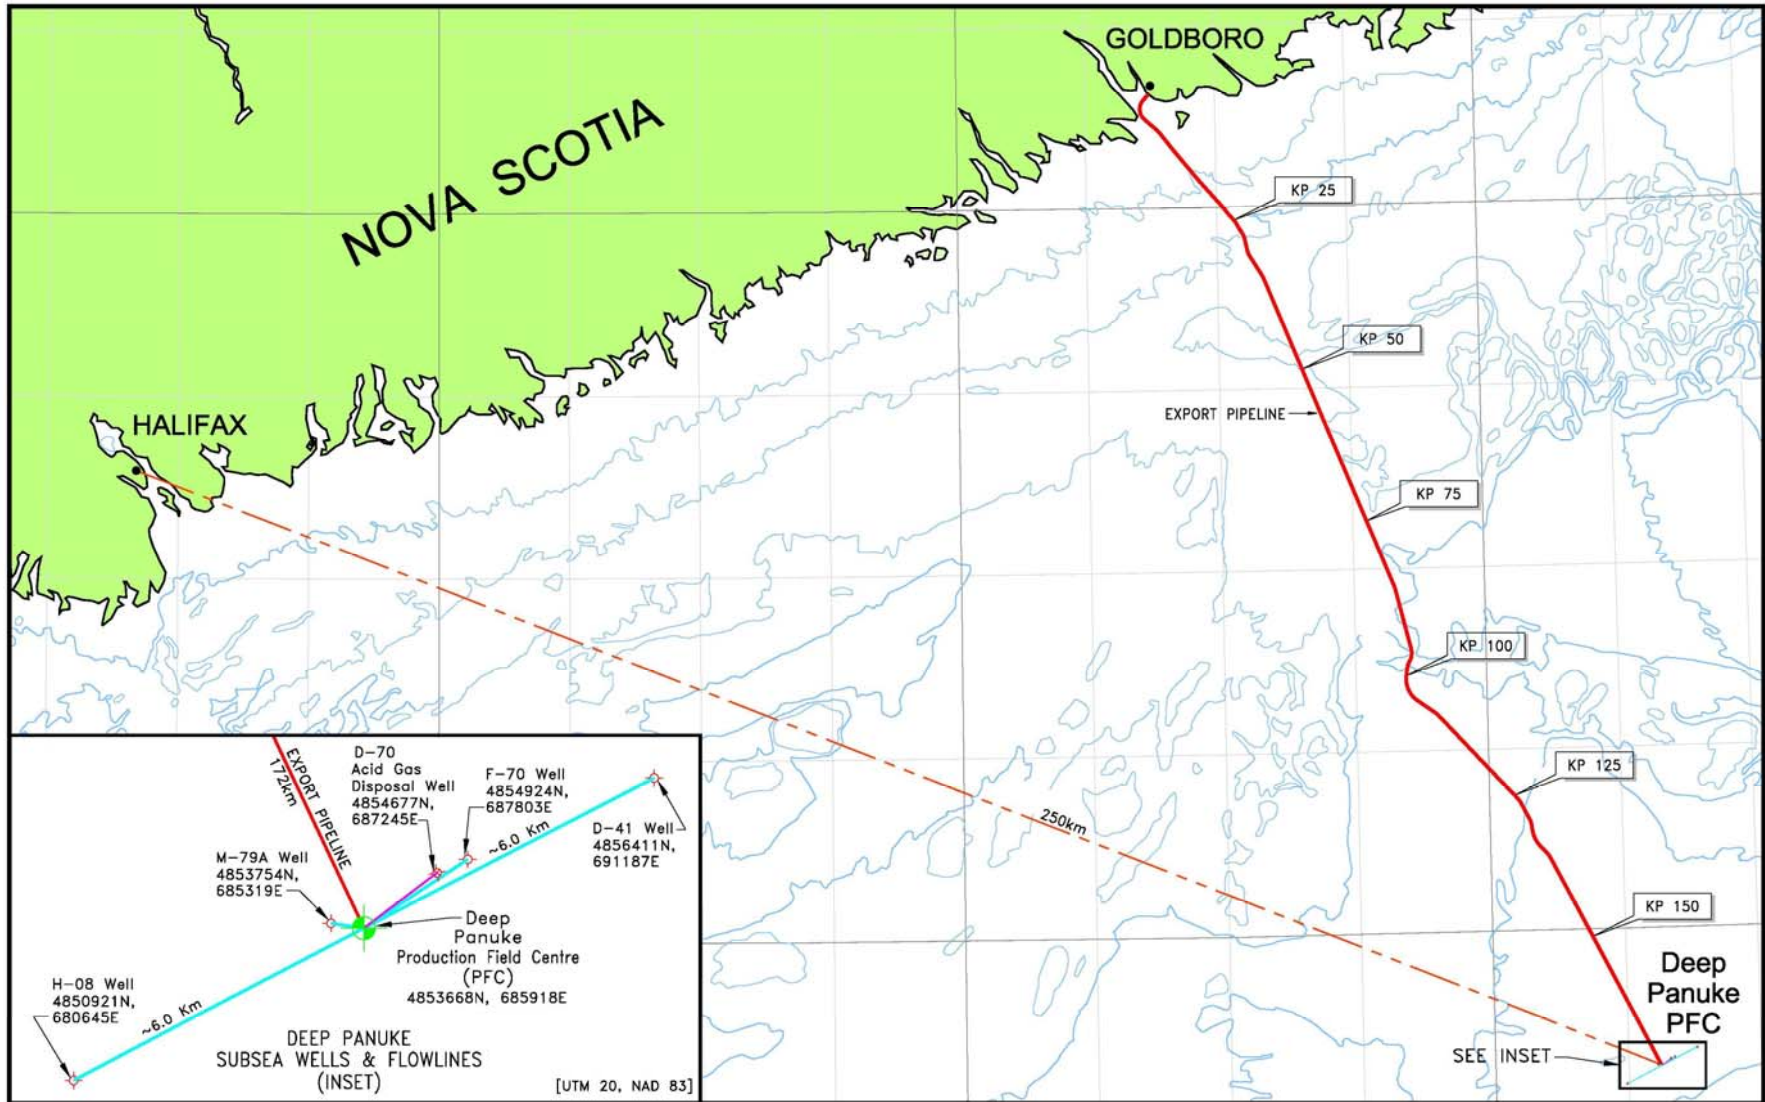 GOLDBORO
NOVA SCOTIA
KP 25
KP 50
EXPORT PIPELINE
HALIFAX
KP 75
KP 100
KP 125
250km
KP 150
Deep
Panuke
PFC
SEE INSET
EXPORT PIPELINE
172km
D-70
Acid Gas
Disposal Well
4854677N,
687245E
F-70 Well
4854924N,
687803E
~6.0 Km
D-41 Well
4856411N,
691187E
M-79A Well
4853754N,
685319E
Deep
Panuke
Production Field Centre
(PFC)
4853668N, 685918E
H-08 Well
4850921N,
680645E
~6.0 Km
DEEP PANUKE
SUBSEA WELLS & FLOWLINES
(INSET)
[UTM 20, NAD 83]